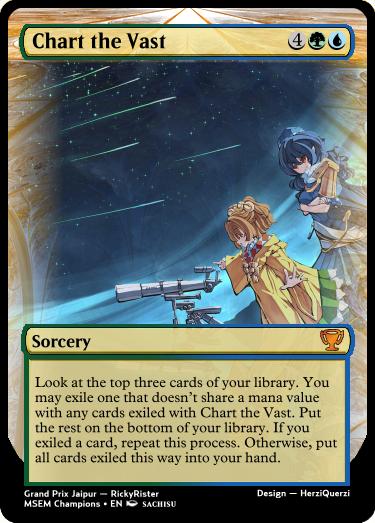 Chart the Vast 4
Sorcery
Look at the top three cards of your library. You
may exile one that doesn't share a mana value
with any cards exiled with Chart the Vast. Put
the rest on the bottom of your library. If you
exiled a card, repeat this process. Otherwise, put
all cards exiled this way into your hand.
Grand Prix Jaipur — RickyRister
Design — HerziQuerzi
MSEM Champions • EN SACHISU